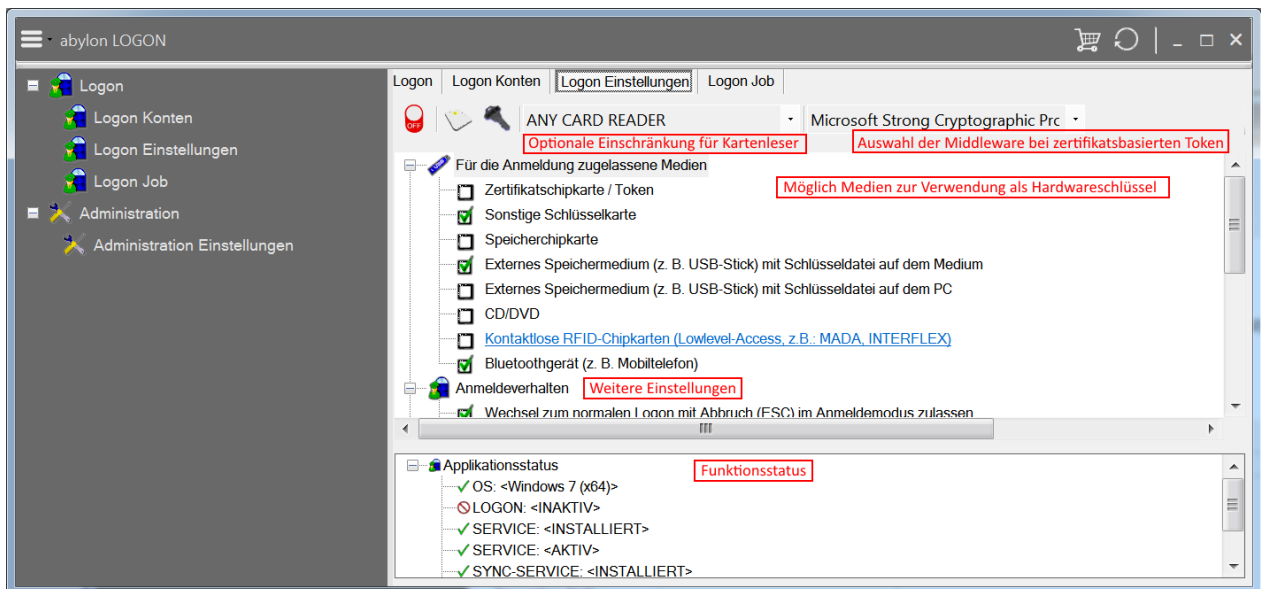 abylon LOGON
Logon
Logon Konten
Logon Einstellungen
Logon Job
Administration
Administration Einstellungen
Logon Logon Konten Logon Einstellungen Logon Job
OFF ANY CARD READER Microsoft Strong Cryptographic Prc
Optionale Einschränkung für Kartenleser Auswahl der Middleware bei zertifikatsbasierten Token
Für die Anmeldung zugelassene Medien
Zertifikatschipkarte / Token Möglich Medien zur Verwendung als Hardwareschlüssel
Sonstige Schlüsselkarte
Speicherchipkarte
Externes Speichermedium (z. B. USB-Stick) mit Schlüsseldatei auf dem Medium
Externes Speichermedium (z. B. USB-Stick) mit Schlüsseldatei auf dem PC
CD/DVD
Kontaktlose RFID-Chipkarten (Lowlevel-Access, z.B.: MADA, INTERFLEX)
Bluetoothgerät (z. B. Mobiltelefon)
Anmeldeverhalten Weitere Einstellungen
Wechsel zum normalen Logon mit Abbruch (ESC) im Anmeldemodus zulassen
Applikationsstatus Funktionsstatus
OS: <Windows 7 (x64)>
LOGON: <INAKTIV>
SERVICE: <INSTALLIERT>
SERVICE: <AKTIV>
SYNC-SERVICE: <INSTALLIERT>